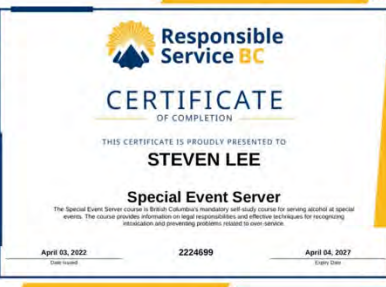 Responsible
Service BC
CERTIFICATE
OF COMPLETION
THIS CERTIFICATE IS PROUDLY PRESENTED TO
STEVEN LEE
Special Event Server
The Special Event Server course is British Columbia's mandatory self-study course for serving alcohol at special
events. The course provides information on legal responsibilities and effective techniques for recognizing
intoxication and preventing problems related to over-service.
April 03, 2022 2224699 April 04, 2027
Date Issued Expiry Date